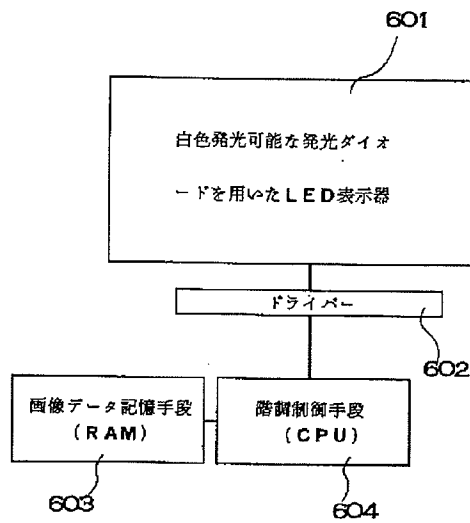 601
白色発光可能な発光ダイオ
ードを用いたLED表示器
ドライバー
602
画像データ記憶手段
(RAM)
階調制御手段
(CPU)
603
604